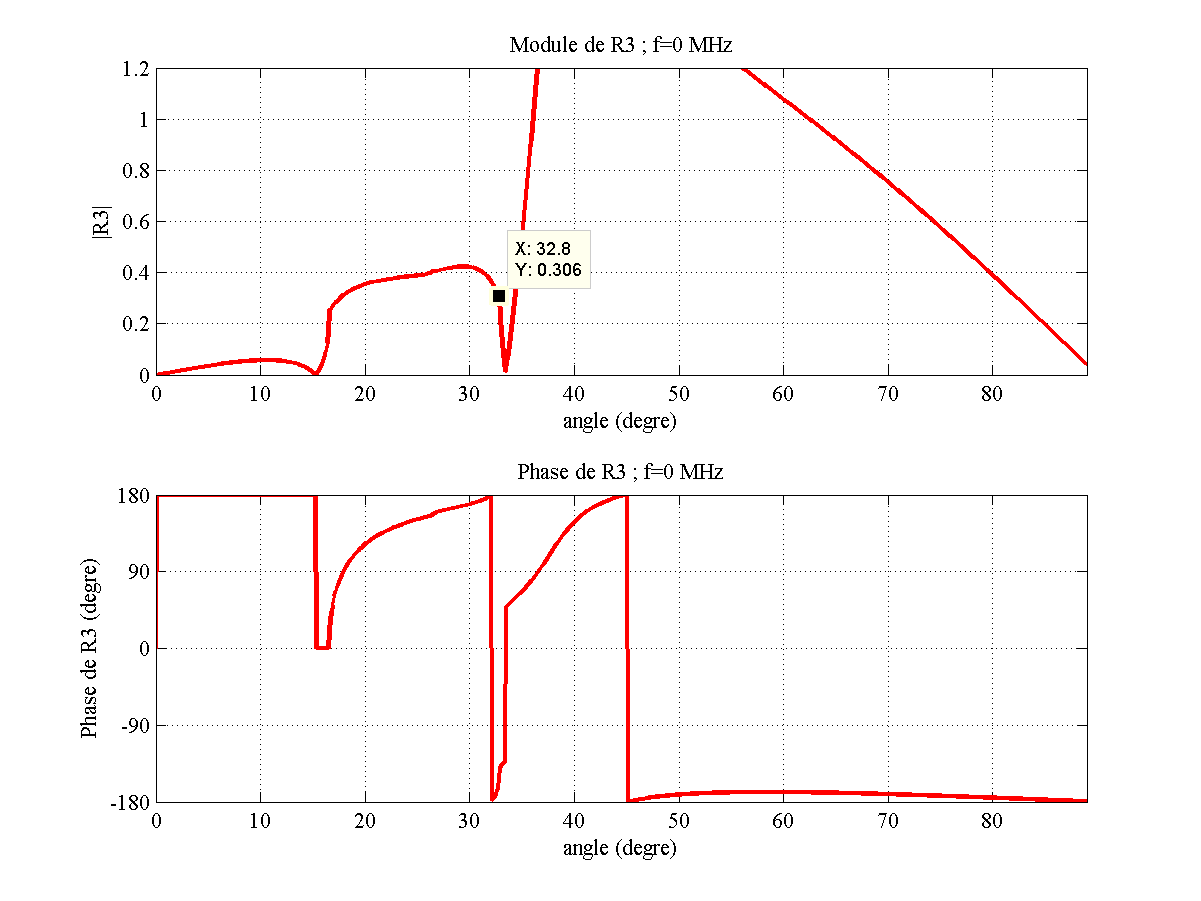 Module de R3 ; f=0 MHz
1.2
1
0.8
0.6
0.4
0.2
0
|R3|
X: 32.8
Y: 0.306
0 10 20 30 40 50 60 70 80
angle (degre)
Phase de R3 ; f=0 MHz
180
90
0
-90
-180
Phase de R3 (degre)
0 10 20 30 40 50 60 70 80
angle (degre)